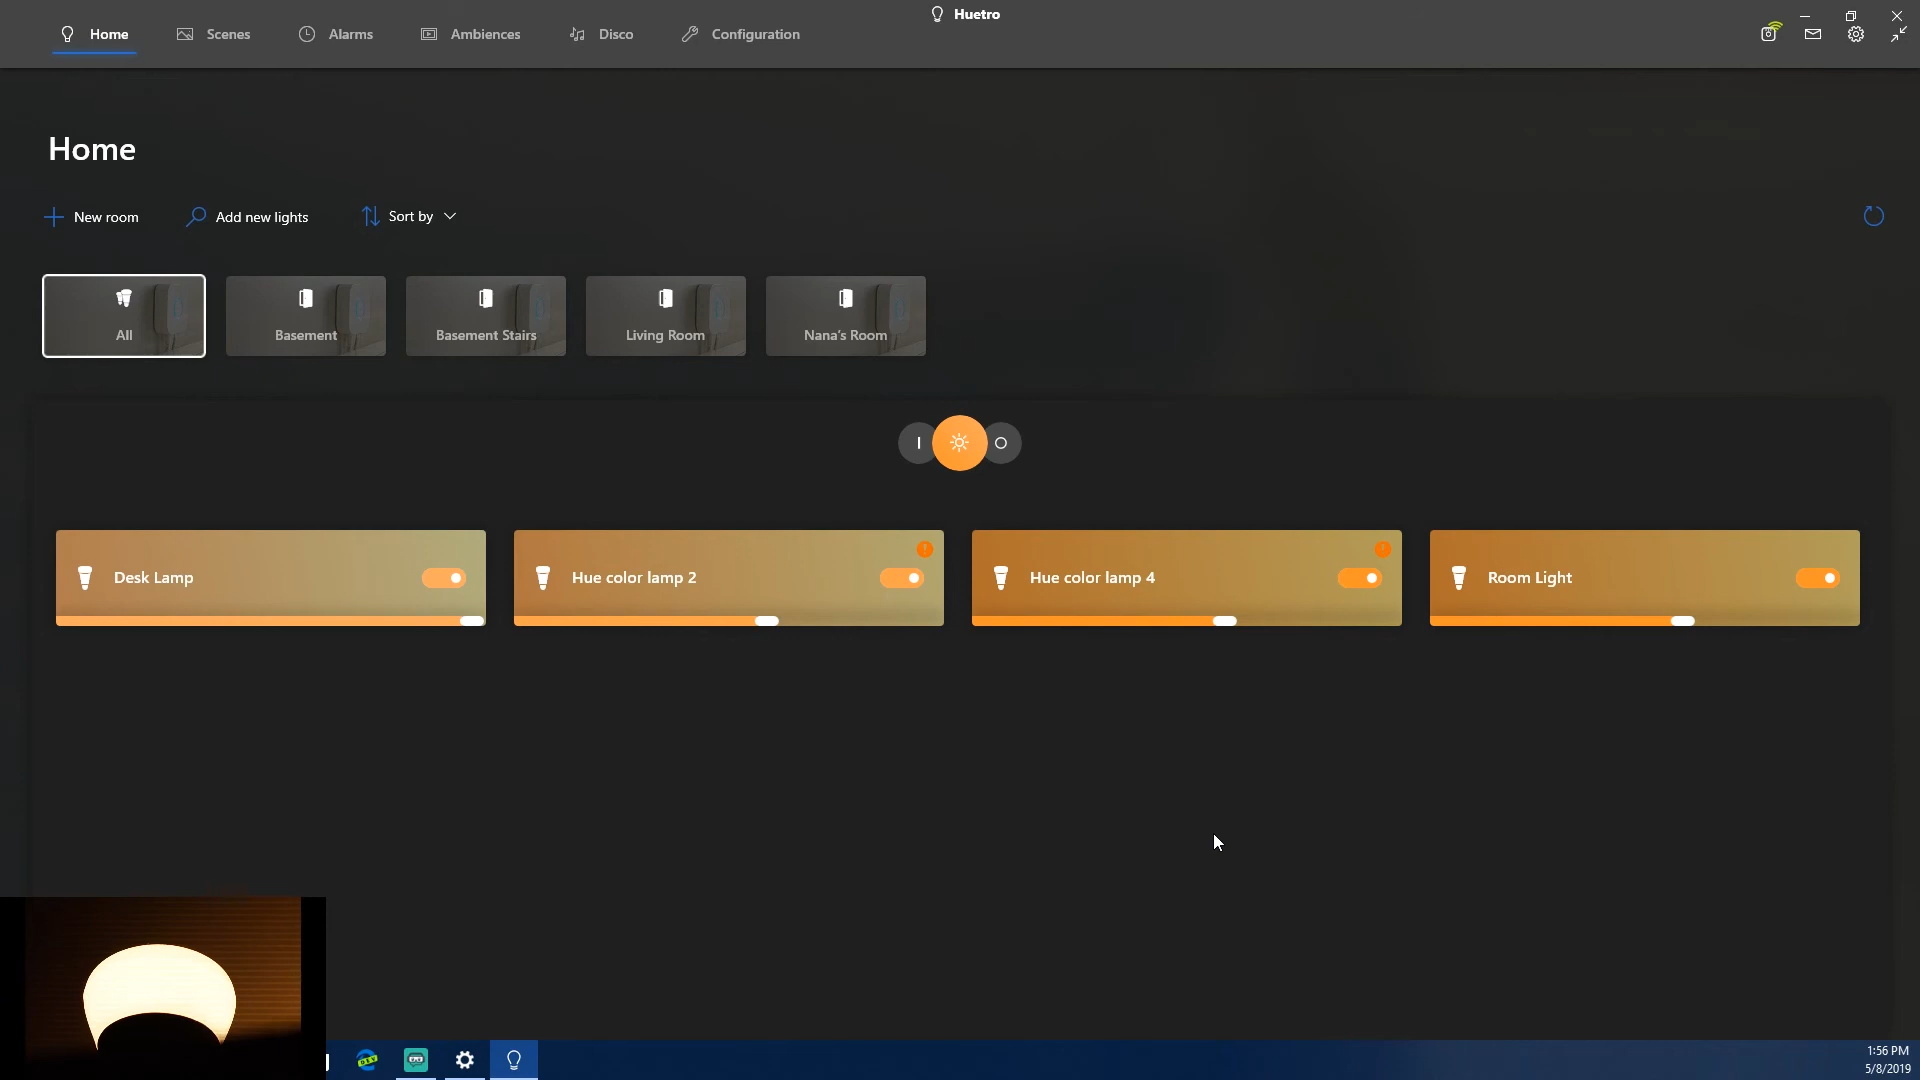 Huetro
Home
Scenes
Alarms
Ambiences
Disco
Configuration
Home
New room
Add new lights
Sort by
All
Basement
Basement Stairs
Living Room
Nana's Room
Desk Lamp
Hue color lamp 2
Hue color lamp 4
Room Light
DEV
1:56 PM
5/8/2019